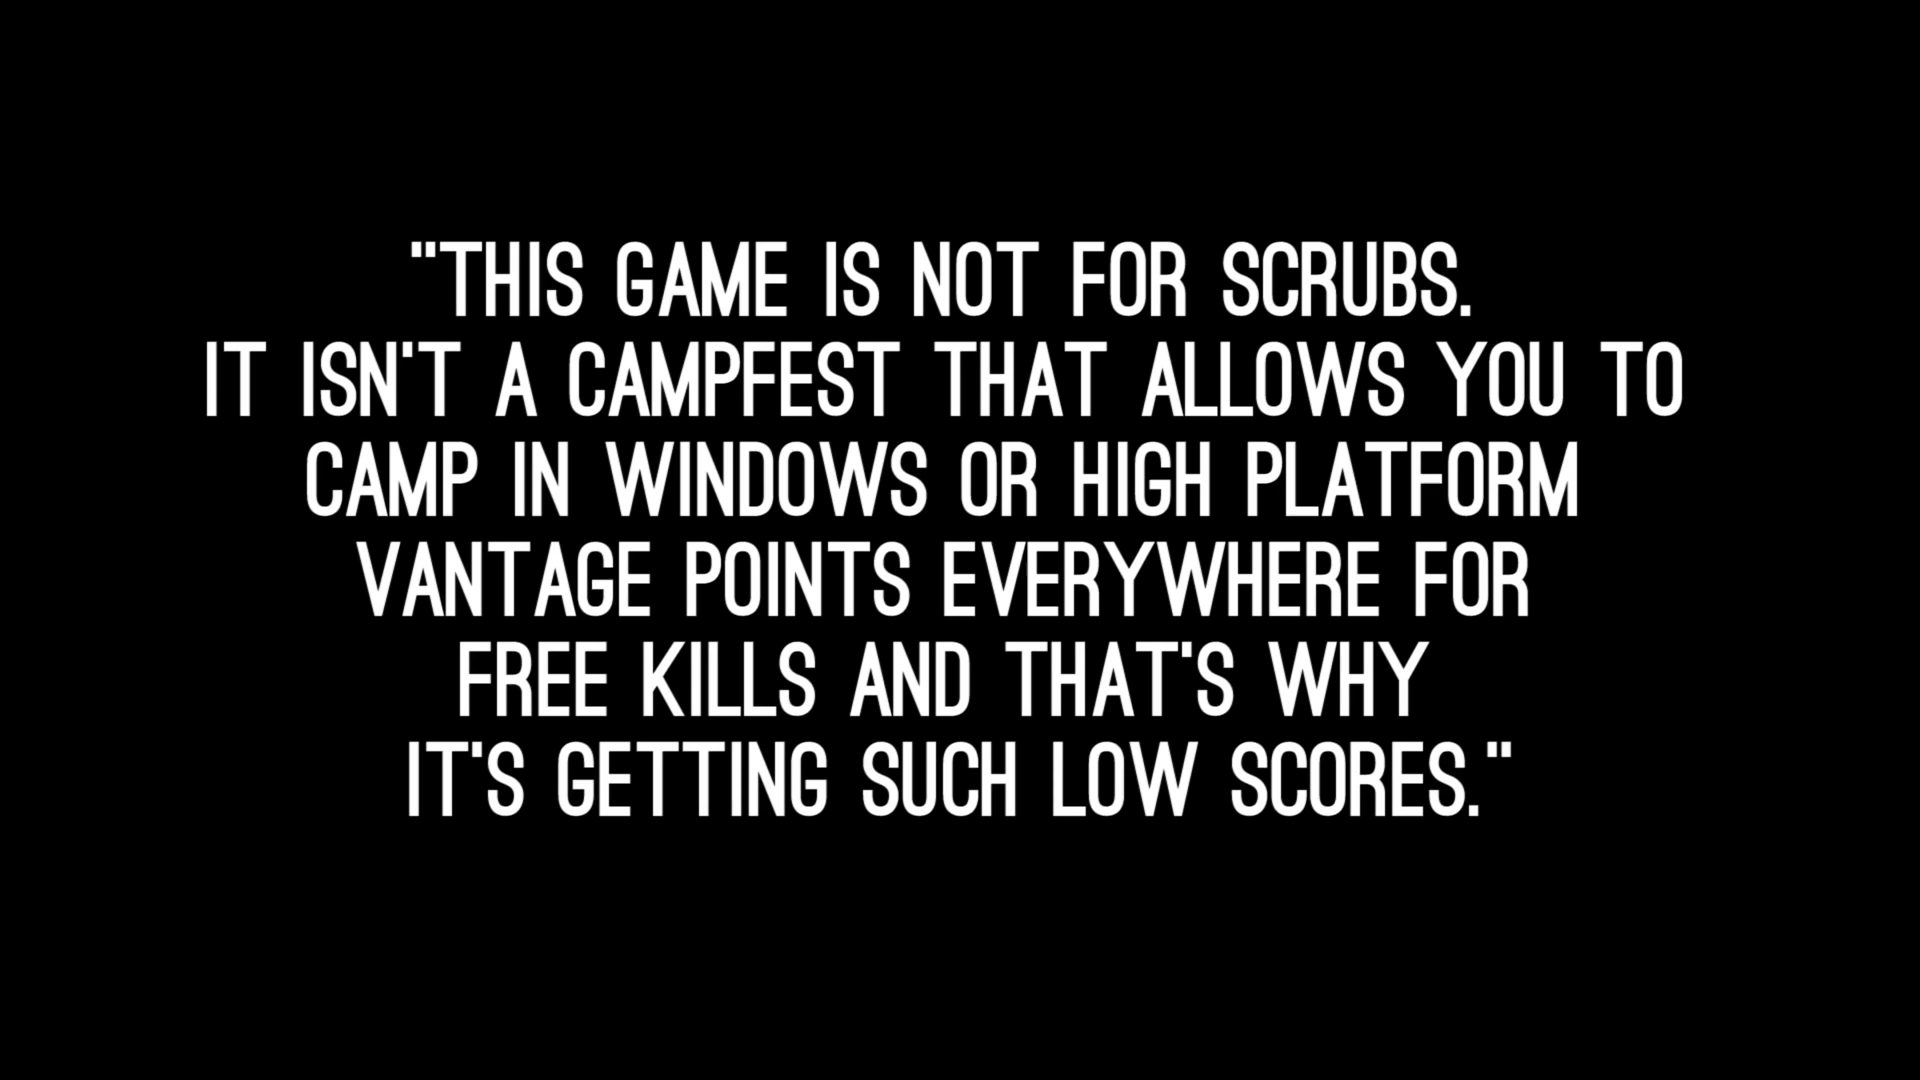 "THIS GAME IS NOT FOR SCRUBS.
IT ISN'T A CAMPFEST THAT ALLOWS YOU TO
CAMP IN WINDOWS OR HIGH PLATFORM
VANTAGE POINTS EVERYWHERE FOR
FREE KILLS AND THAT'S WHY
IT'S GETTING SUCH LOW SCORES."